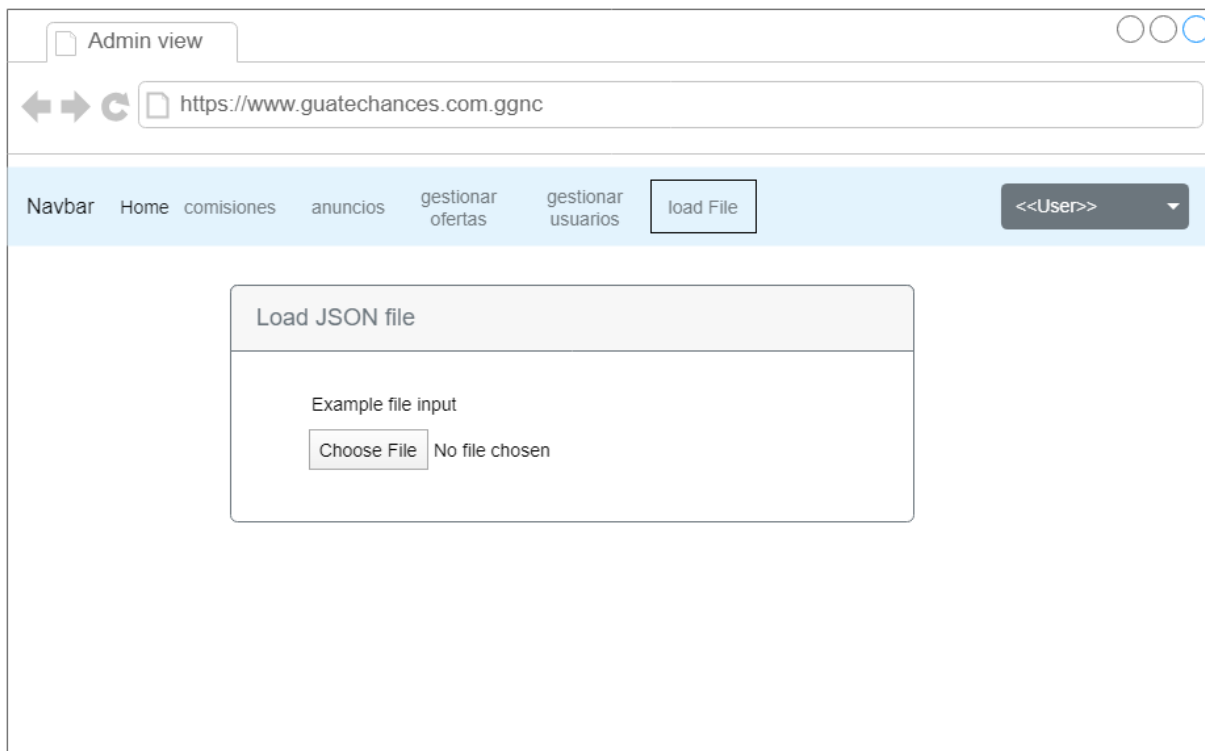 Admin view
https://www.guatechances.com.ggnc
Navbar Home comisiones anuncios gestionar ofertas gestionar usuarios load File <<User>>
Load JSON file
Example file input
Choose File No file chosen